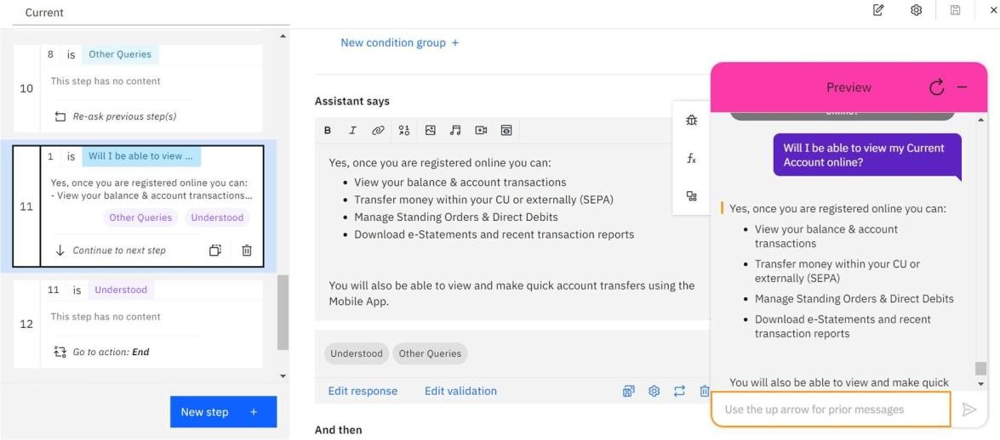 Current
8 is Other Queries
10
This step has no content
Re-ask previous step(s)
1 is Will I be able to view ...
11
Yes, once you are registered online you can:
- View your balance & account transactions...
Other Queries Understood
Continue to next step
11 is Understood
12
This step has no content
Go to action: End
New step +
New condition group +
Assistant says
B I
Yes, once you are registered online you can:
• View your balance & account transactions
• Transfer money within your CU or externally (SEPA)
• Manage Standing Orders & Direct Debits
• Download e-Statements and recent transaction reports
You will also be able to view and make quick account transfers using the
Mobile App.
Understood Other Queries
Edit response Edit validation
And then
fx
Preview
online?
Will I be able to view my Current
Account online?
Yes, once you are registered online you can:
• View your balance & account
transactions
• Transfer money within your CU or
externally (SEPA)
• Manage Standing Orders & Direct Debits
• Download e-Statements and recent
transaction reports
You will also be able to view and make quick
Use the up arrow for prior messages